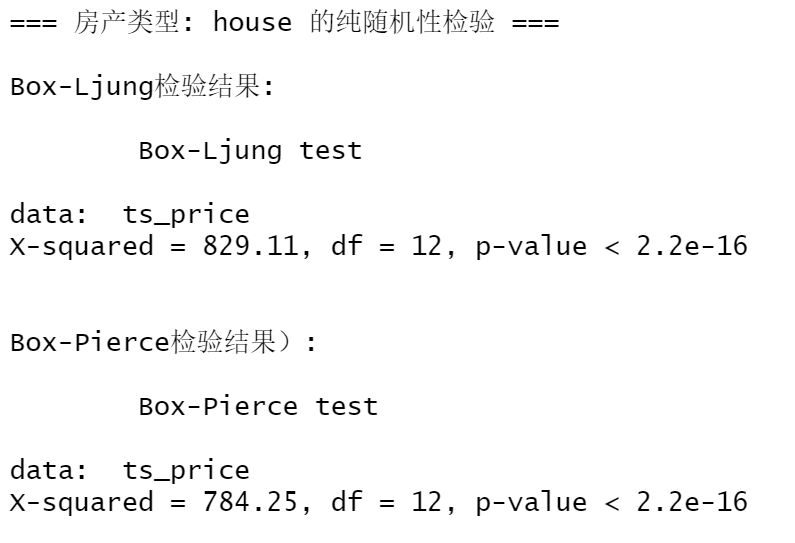 === 房产类型: house 的纯随机性检验 ===
Box-Ljung检验结果:
Box-Ljung test
data:  ts_price
X-squared = 829.11, df = 12, p-value < 2.2e-16
Box-Pierce检验结果）:
Box-Pierce test
data:  ts_price
X-squared = 784.25, df = 12, p-value < 2.2e-16